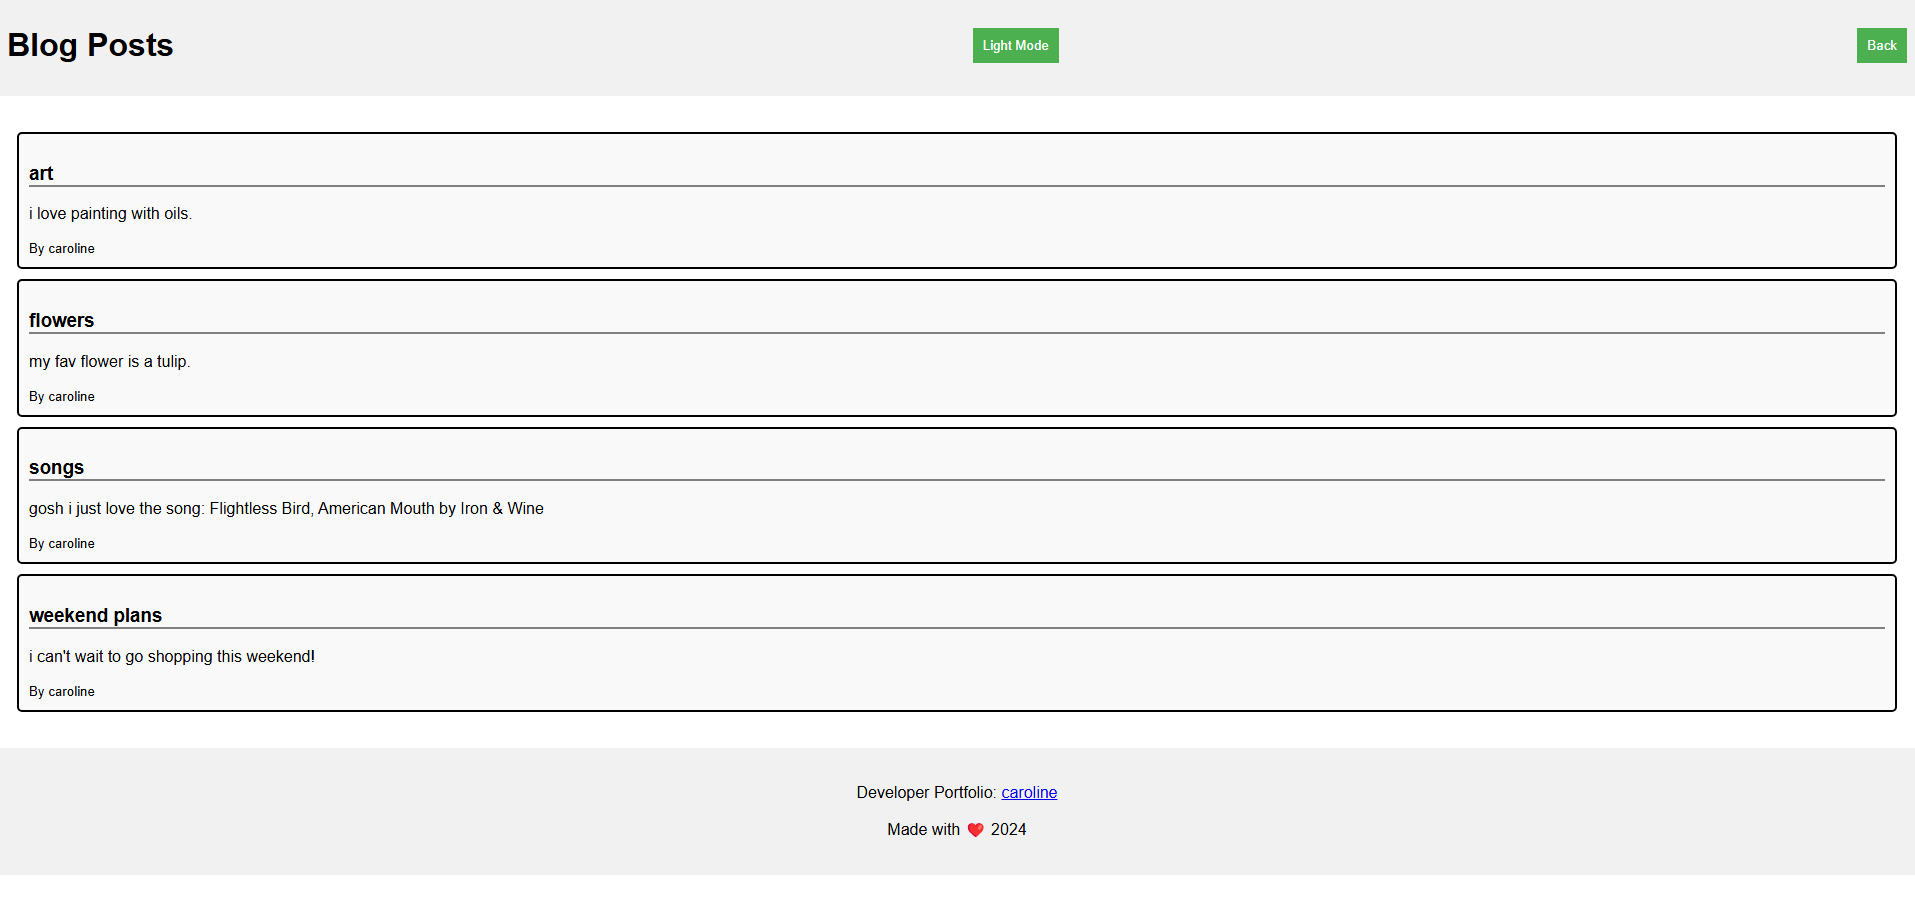 Blog Posts
Light Mode
Back
art
i love painting with oils.
By caroline
flowers
my fav flower is a tulip.
By caroline
songs
gosh i just love the song: Flightless Bird, American Mouth by Iron & Wine
By caroline
weekend plans
i can't wait to go shopping this weekend!
By caroline
Developer Portfolio: caroline
Made with ❤️ 2024